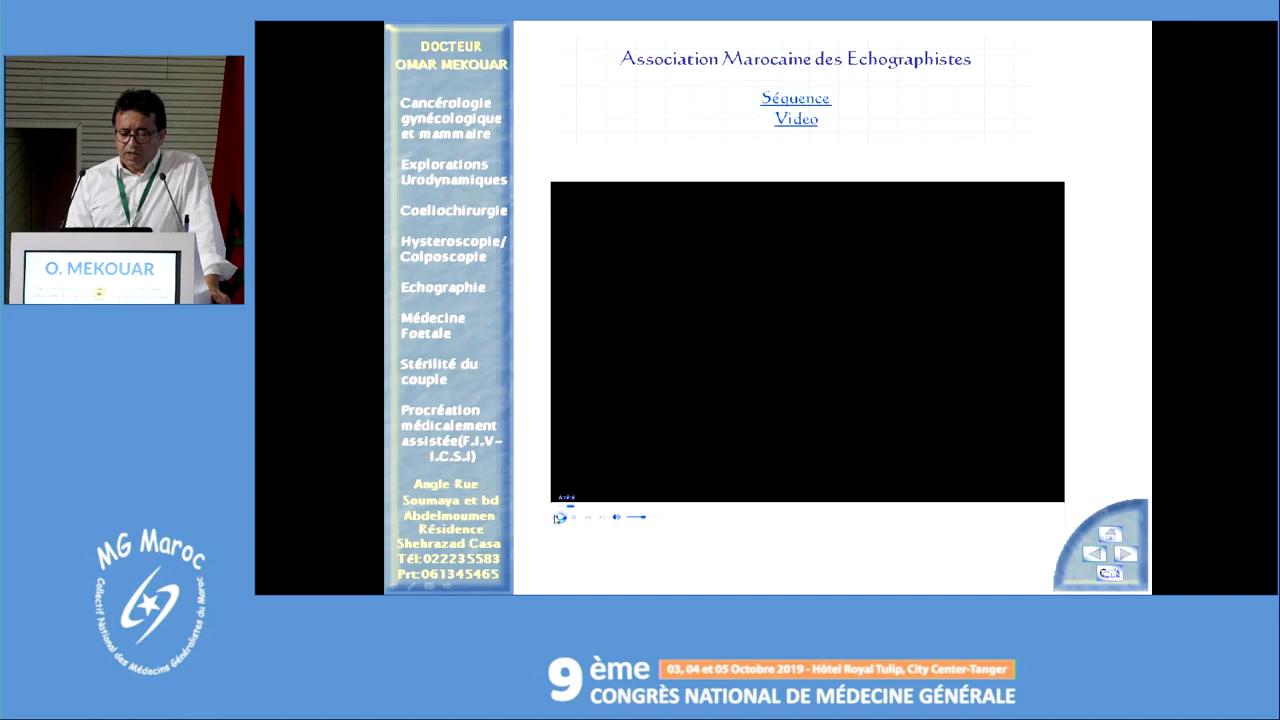 O. MEKOUAR
DOCTEUR
OMAR MEKOUAR
Cancérologie
gynécologique
et mammaire
Explorations
Urodynamiques
Coeliochirurgie
Hysteroscopie/
Colposcopie
Echographie
Médecine
Foetale
Stérilité du
couple
Procréation
médicalement
assistée(F.I.V-
I.C.S.I)
Angle Rue
Soumaya et bd
Abdelmoumen
Résidence
Shehrazad Casa
Tél:022235583
Prt:061345465
Association Marocaine des Echographistes
Séquence
Video
MG Maroc
Collectif National des Médecins Généralistes du Maroc
9 ème
03, 04 et 05 Octobre 2019 - Hôtel Royal Tulip, City Center-Tanger
CONGRÈS NATIONAL DE MÉDECINE GÉNÉRALE